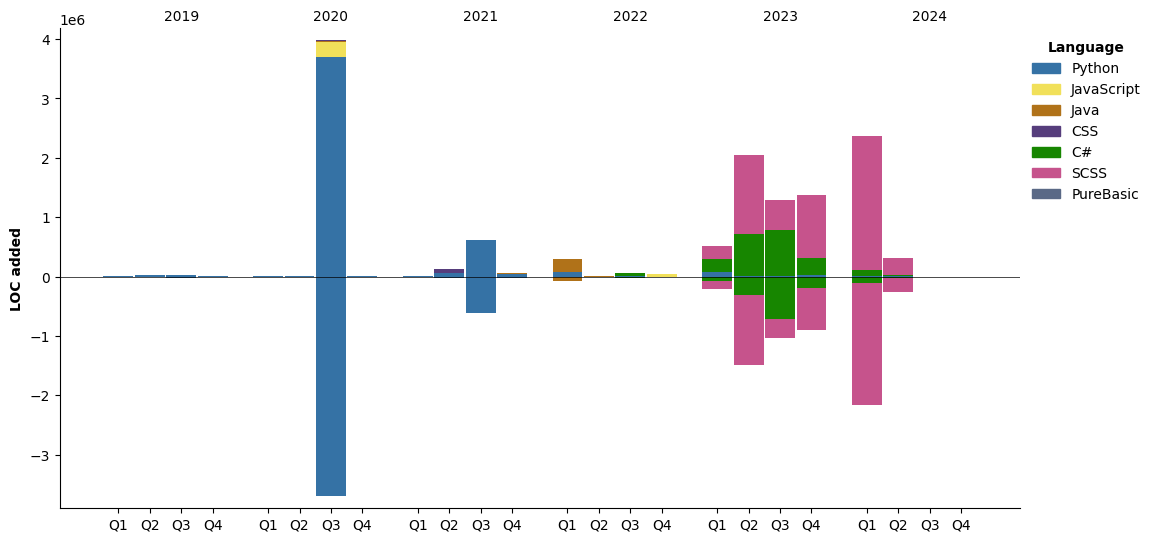 1e6
2019 2020 2021 2022 2023 2024
4
3
2
1
0
−1
−2
−3
LOC added
Q1 Q2 Q3 Q4 Q1 Q2 Q3 Q4 Q1 Q2 Q3 Q4 Q1 Q2 Q3 Q4 Q1 Q2 Q3 Q4 Q1 Q2 Q3 Q4
Language
Python
JavaScript
Java
CSS
C#
SCSS
PureBasic